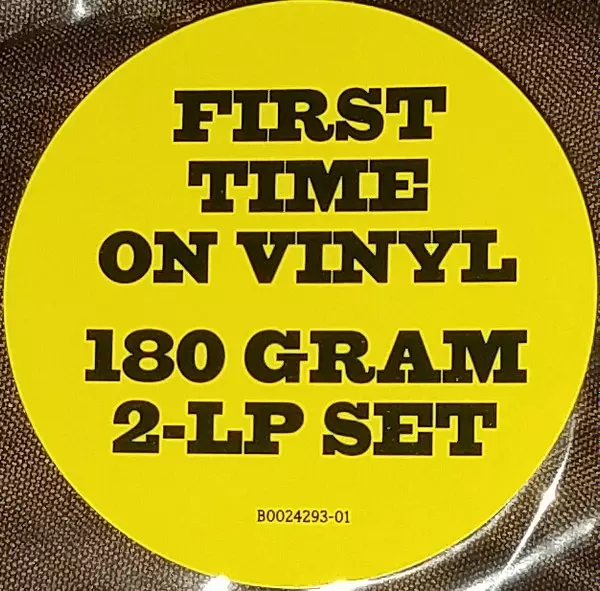 FIRST
TIME
ON VINYL
180 GRAM
2-LP SET
B0024293-01